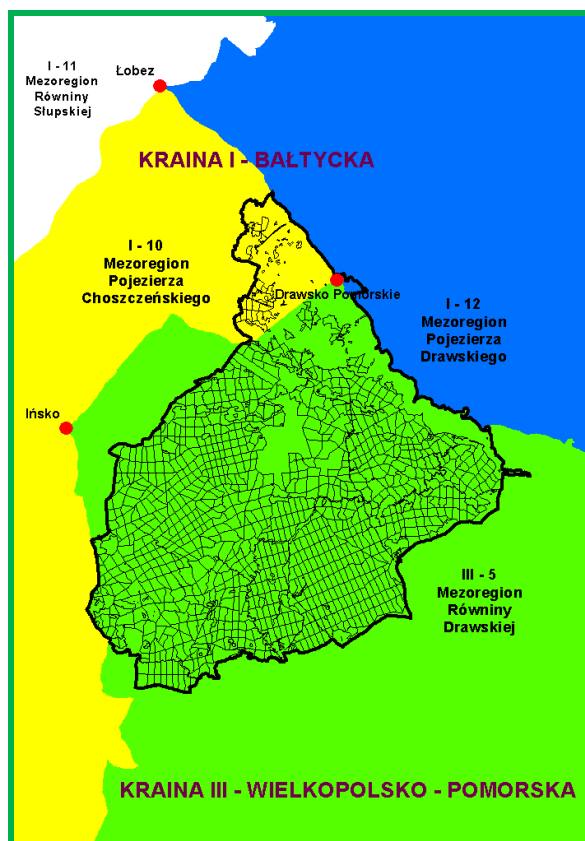 I - 11
Mezoregion
Równiny
Słupskiej
Łobez
KRAINA I - BAŁTYCKA
I - 10
Mezoregion
Pojezierza
Choszczeńskiego
Drawsko Pomorskie
I - 12
Mezoregion
Pojezierza
Drawskiego
Ińsko
III - 5
Mezoregion
Równiny
Drawskiej
KRAINA III - WIELKOPOLSKO - POMORSKA